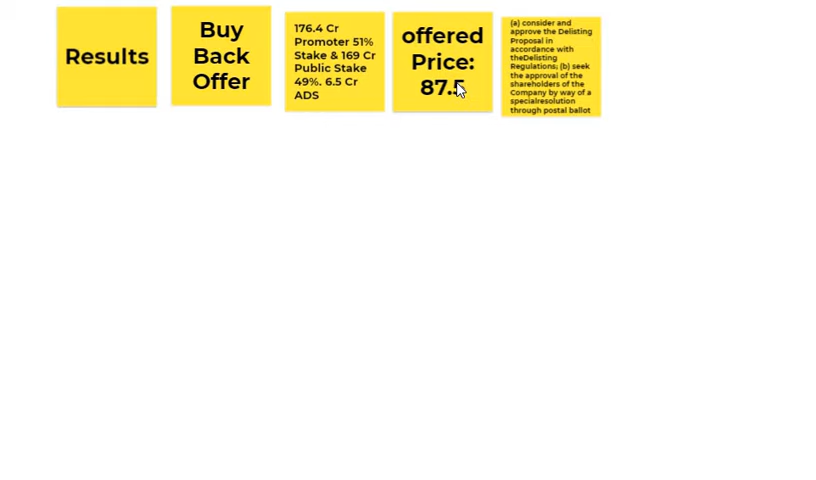 Results
Buy
Back
Offer
176.4 Cr
Promoter 51%
Stake & 169 Cr
Public Stake
49%. 6.5 Cr
ADS
offered
Price:
87.5
(a) consider and
approve the Delisting
Proposal in
accordance with
theDelisting
Regulations; (b) seek
the approval of the
shareholders of the
Company by way of a
specialresolution
through postal ballot